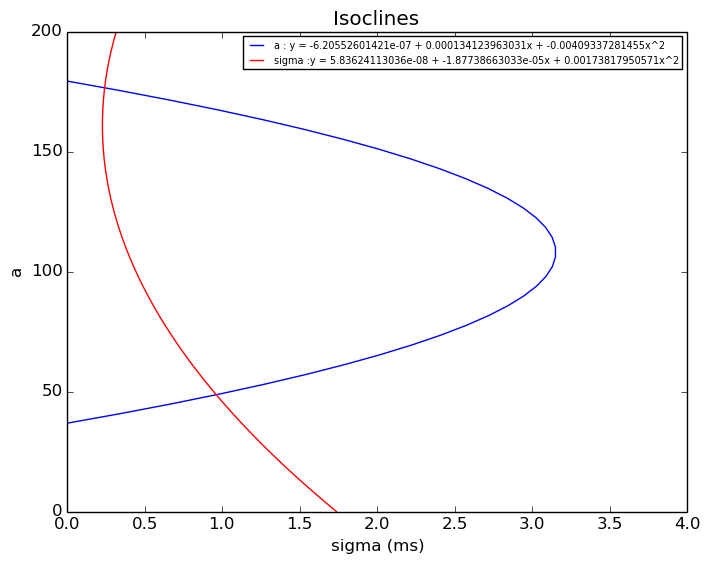 Isoclines
200
a : y = -6.20552601421e-07 + 0.000134123963031x + -0.00409337281455x^2
sigma :y = 5.83624113036e-08 + -1.87738663033e-05x + 0.00173817950571x^2
150
a
100
50
0
0.0 0.5 1.0 1.5 2.0 2.5 3.0 3.5 4.0
sigma (ms)